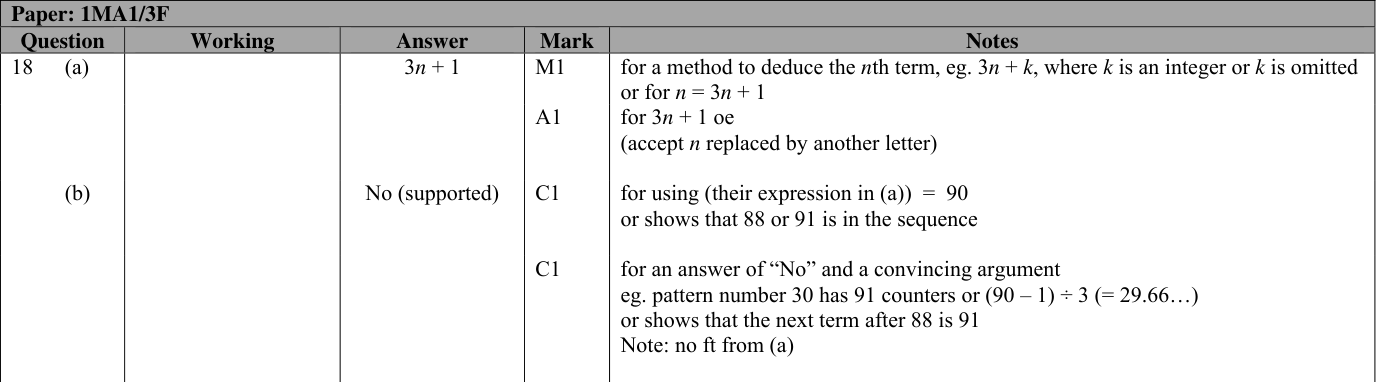 Paper: 1MA1/3F
Question Working Answer Mark Notes
18 (a) 3n + 1 M1 for a method to deduce the nth term, eg. 3n + k, where k is an integer or k is omitted
or for n = 3n + 1
A1 for 3n + 1 oe
(accept n replaced by another letter)
(b) No (supported) C1 for using (their expression in (a)) = 90
or shows that 88 or 91 is in the sequence
C1 for an answer of “No” and a convincing argument
eg. pattern number 30 has 91 counters or (90 – 1) ÷ 3 (= 29.66…)
or shows that the next term after 88 is 91
Note: no ft from (a)